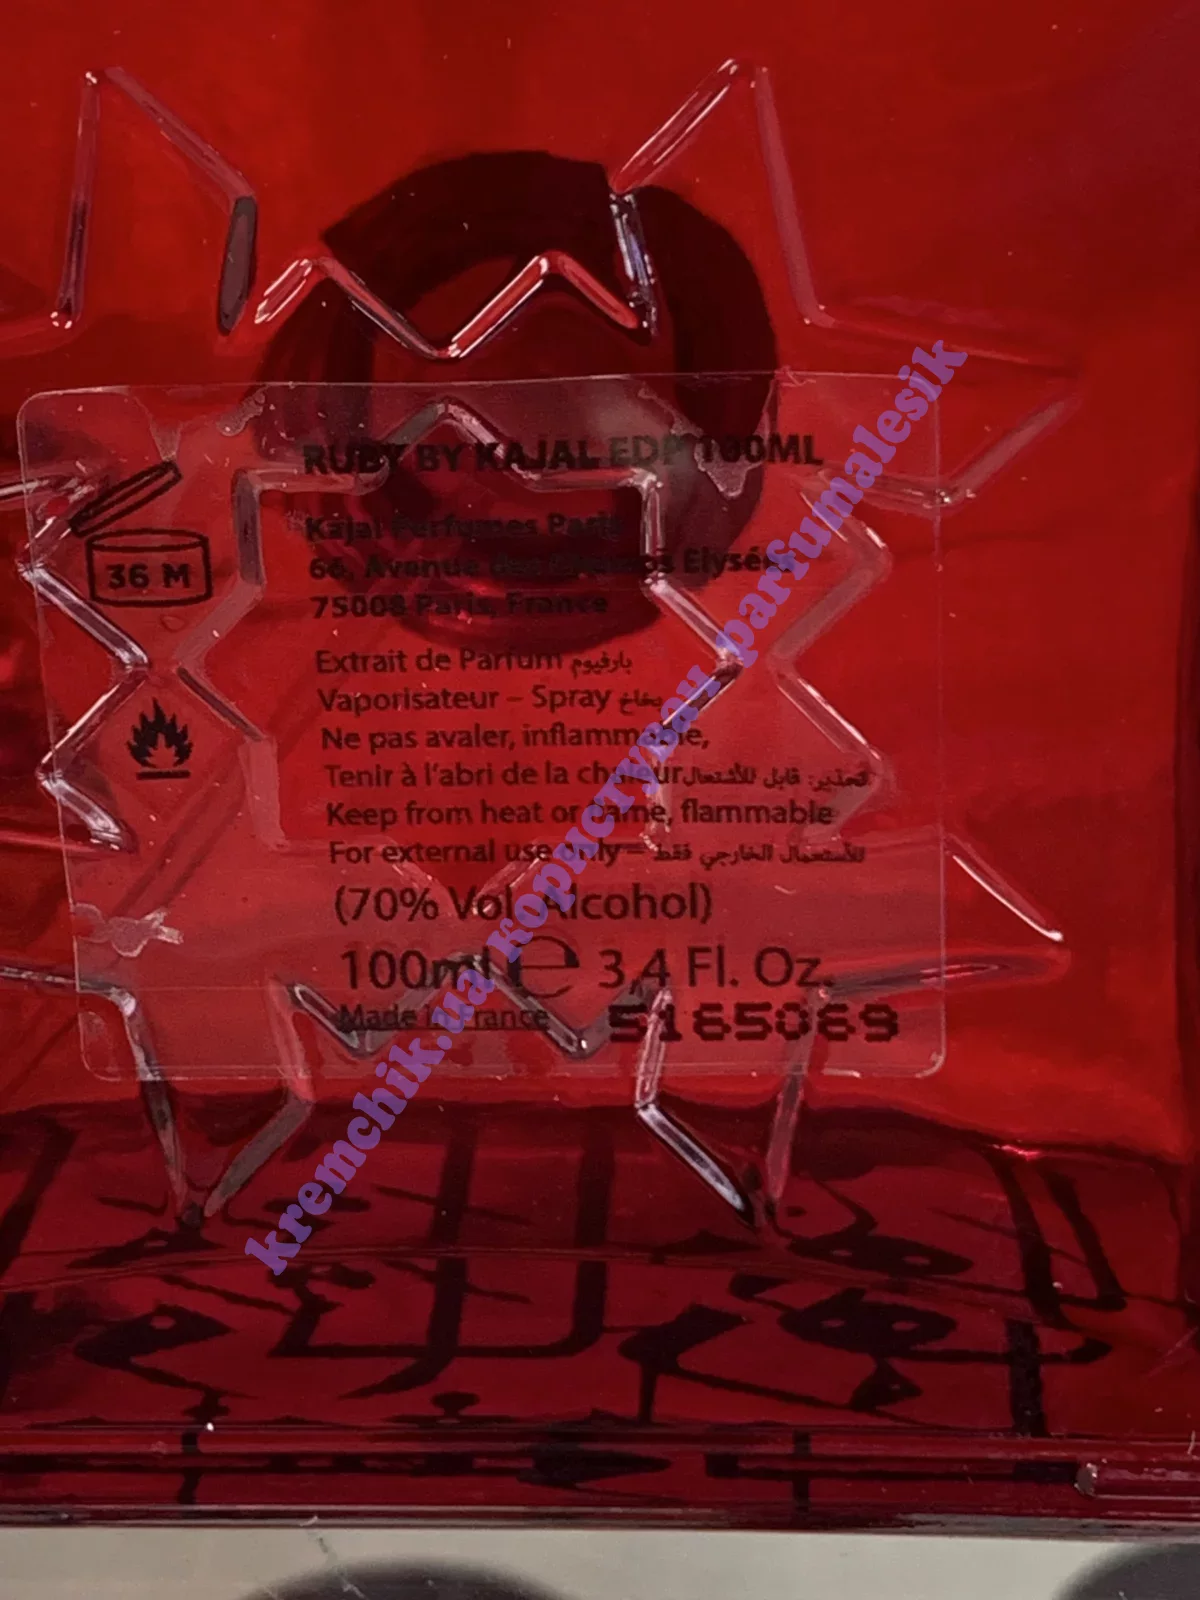 RUBY BY KAJAL EDP 100ML
Kajal Perfumes Paris
66, Avenue des Champs Elysées
75008 Paris, France
36 M
Extrait de Parfum بارفيوم
Vaporisateur – Spray بخاخ
Ne pas avaler, inflammable,
Tenir à l'abri de la chaleur تحذير: قابل للأشتعال
Keep from heat or flame, flammable
For external use only – للأستعمال الخارجي فقط
(70% Vol. Alcohol)
100ml ℮ 3,4 Fl. Oz.
Made in France 5165069
kremchik.ua користувач parfumalesik